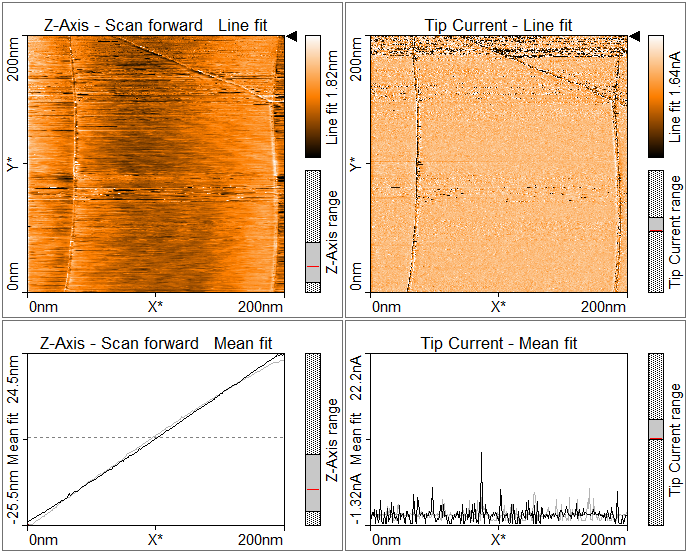 Z-Axis - Scan forward Line fit
200nm
Y*
0nm
0nm
X*
200nm
Line fit 1.82nm
Z-Axis range
Tip Current - Line fit
200nm
Y*
0nm
0nm
X*
200nm
Line fit 1.64nA
Tip Current range
Z-Axis - Scan forward Mean fit
-25.5nm Mean fit 24.5nm
0nm
X*
200nm
Z-Axis range
Tip Current - Mean fit
-1.32nA Mean fit 22.2nA
0nm
X*
200nm
Tip Current range